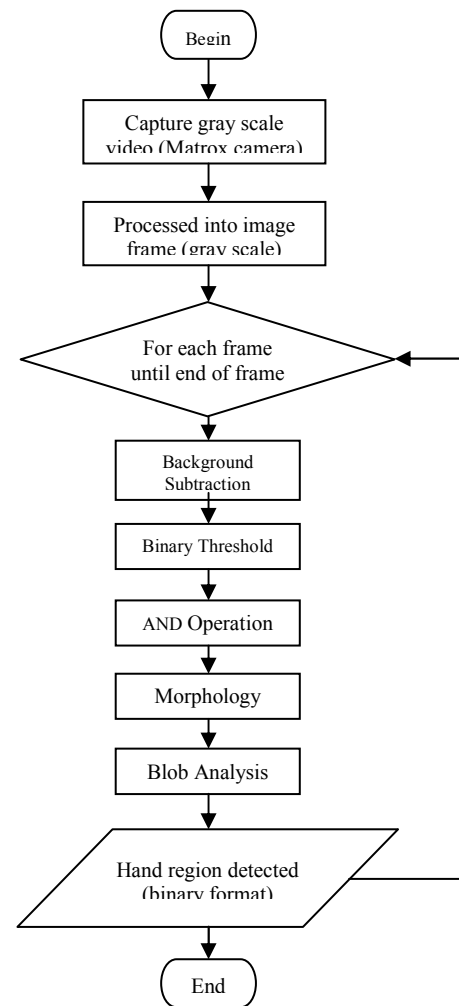 Begin
Capture gray scale
video (Matrox camera)
Processed into image
frame (gray scale)
For each frame
until end of frame
Background
Subtraction
Binary Threshold
AND Operation
Morphology
Blob Analysis
Hand region detected
(binary format)
End